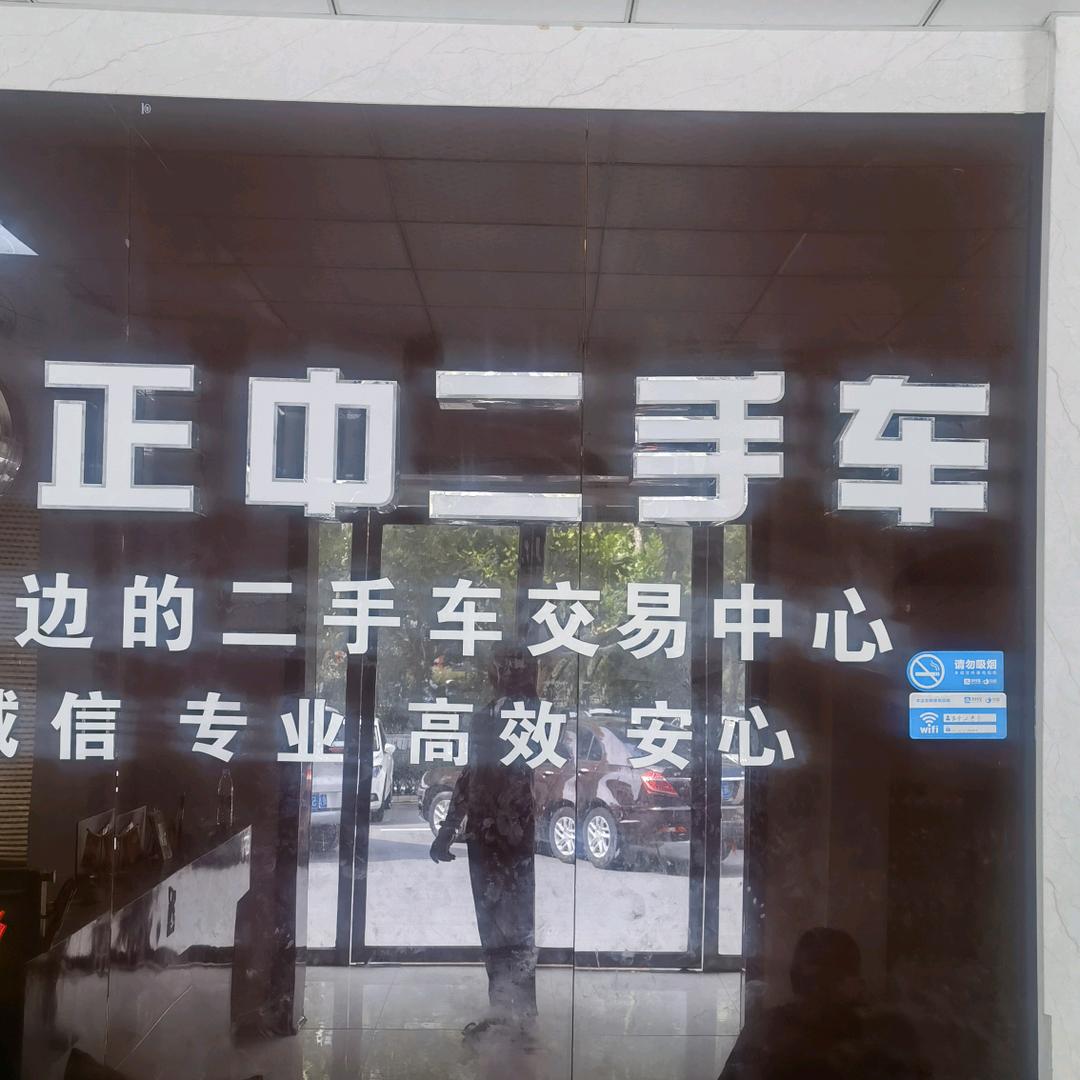 正中二手车
边的二手车交易中心
诚信 专业 高效 安心
请勿吸烟
wifi